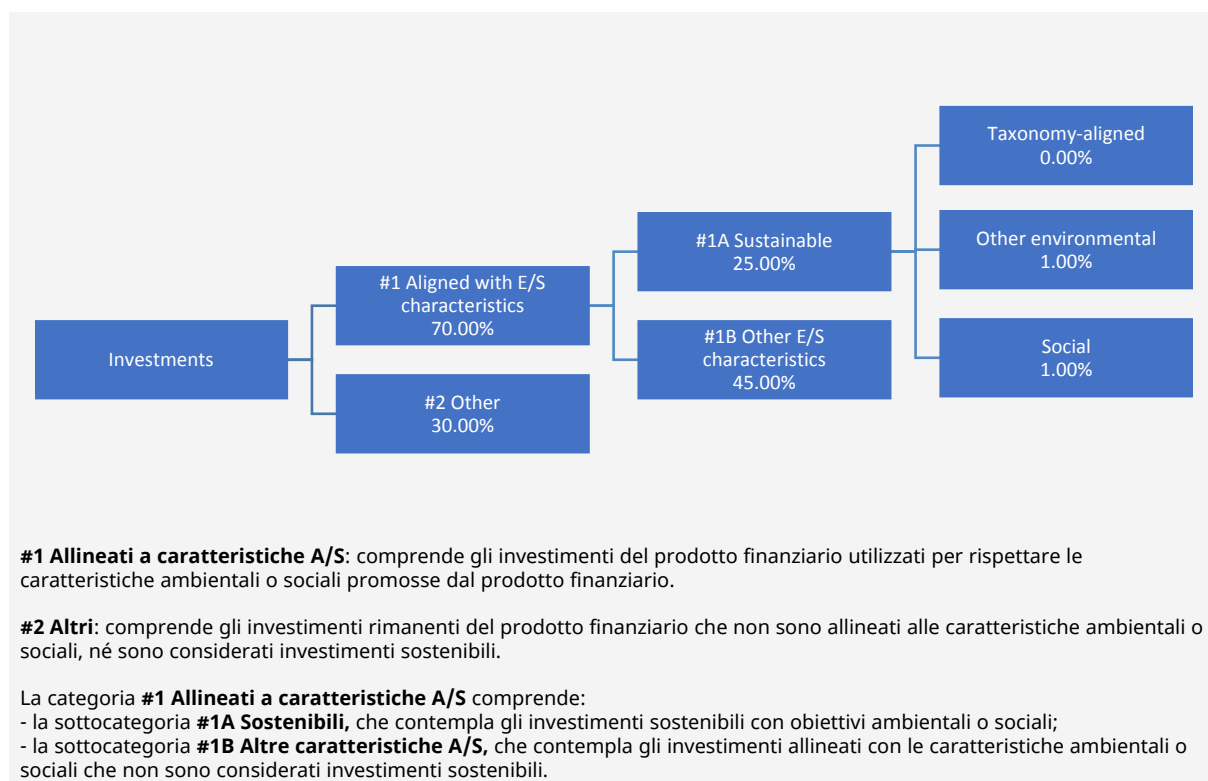 Taxonomy-aligned
0.00%
#1A Sustainable
25.00%
Other environmental
1.00%
#1 Aligned with E/S
characteristics
70.00%
Investments
#1B Other E/S
characteristics
45.00%
Social
1.00%
#2 Other
30.00%
#1 Allineati a caratteristiche A/S: comprende gli investimenti del prodotto finanziario utilizzati per rispettare le
caratteristiche ambientali o sociali promosse dal prodotto finanziario.
#2 Altri: comprende gli investimenti rimanenti del prodotto finanziario che non sono allineati alle caratteristiche ambientali o
sociali, né sono considerati investimenti sostenibili.
La categoria #1 Allineati a caratteristiche A/S comprende:
- la sottocategoria #1A Sostenibili, che contempla gli investimenti sostenibili con obiettivi ambientali o sociali;
- la sottocategoria #1B Altre caratteristiche A/S, che contempla gli investimenti allineati con le caratteristiche ambientali o
sociali che non sono considerati investimenti sostenibili.